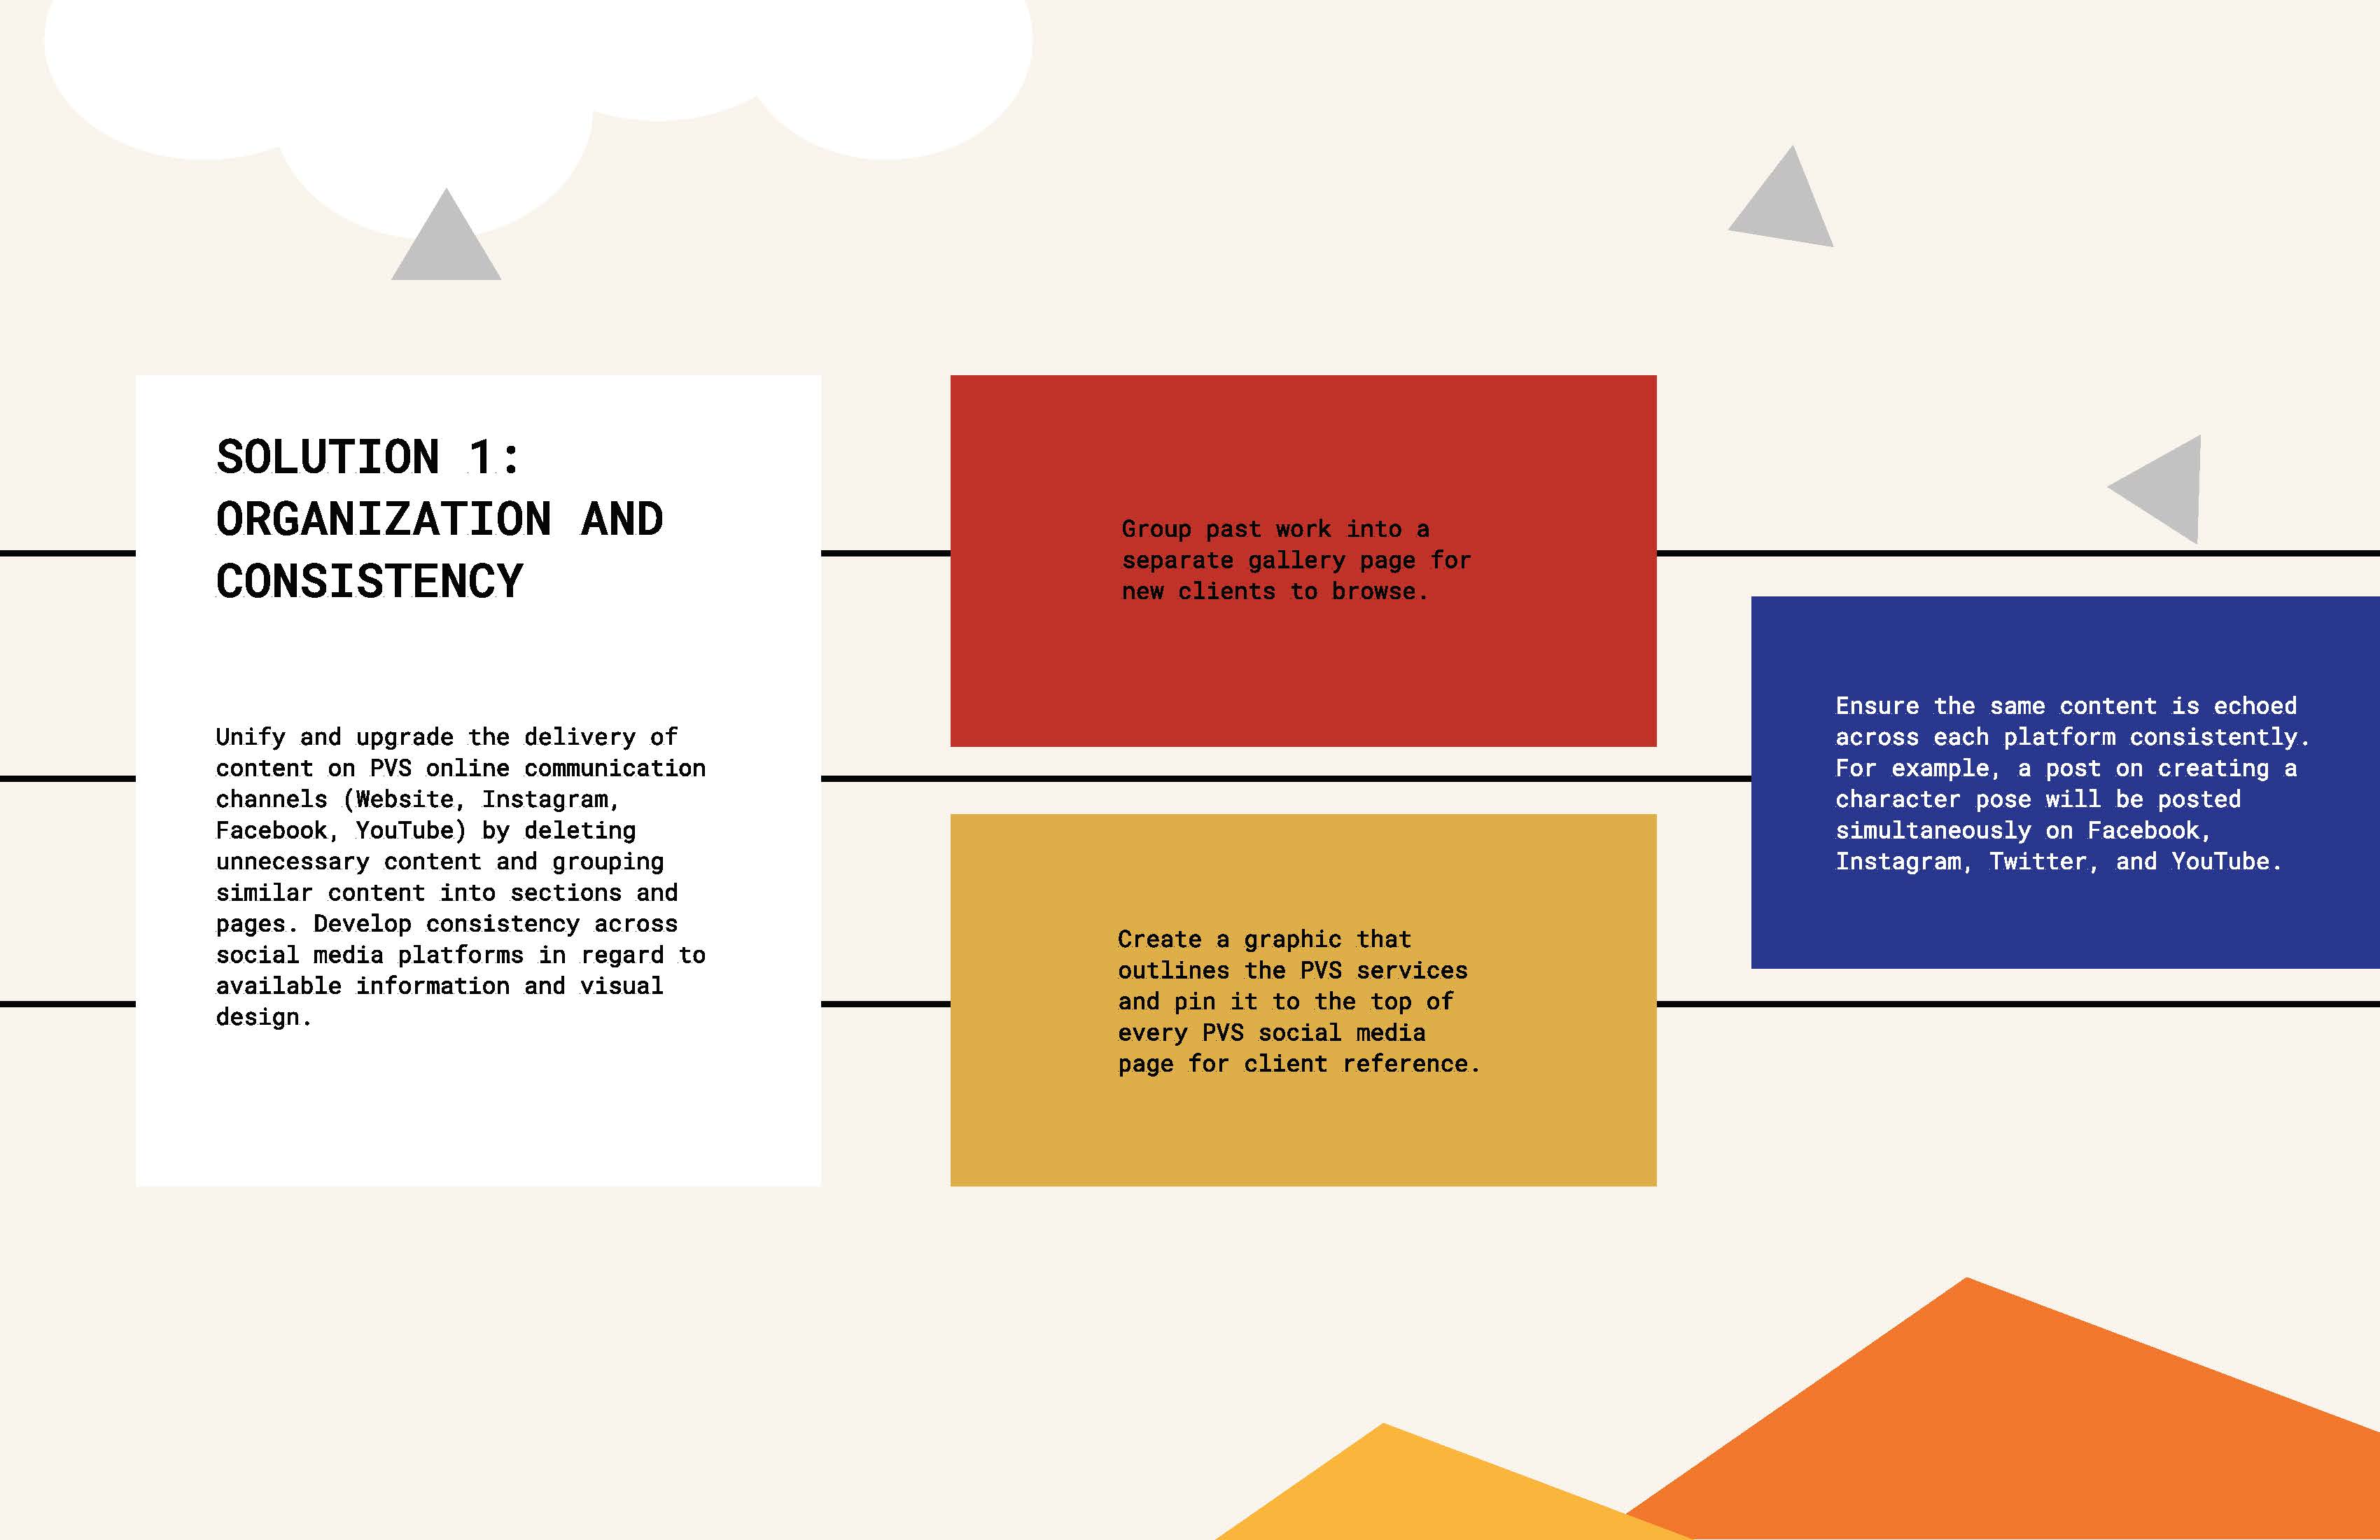 SOLUTION 1:
ORGANIZATION AND
CONSISTENCY
Unify and upgrade the delivery of
content on PVS online communication
channels (Website, Instagram,
Facebook, YouTube) by deleting
unnecessary content and grouping
similar content into sections and
pages. Develop consistency across
social media platforms in regard to
available information and visual
design.
Group past work into a
separate gallery page for
new clients to browse.
Create a graphic that
outlines the PVS services
and pin it to the top of
every PVS social media
page for client reference.
Ensure the same content is echoed
across each platform consistently.
For example, a post on creating a
character pose will be posted
simultaneously on Facebook,
Instagram, Twitter, and YouTube.